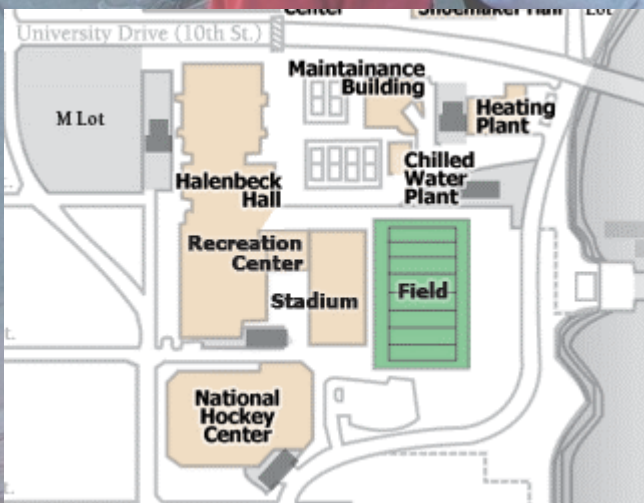 Center
Shoemaker Hall
Lot
University Drive (10th St.)
Maintainance
Building
M Lot
Heating
Plant
Chilled
Water
Plant
Halenbeck
Hall
Recreation
Center
Stadium
Field
National
Hockey
Center